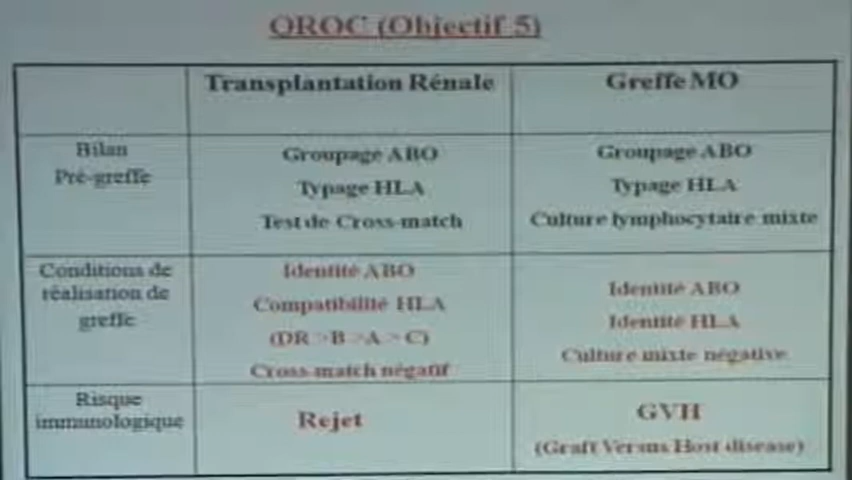 QROC (Objectif 5)
Transplantation Rénale
Greffe MO
Bilan
Pré-greffe
Groupage ABO
Typage HLA
Test de Cross-match
Groupage ABO
Typage HLA
Culture lymphocytaire mixte
Conditions de
réalisation de
greffe
Identité ABO
Compatibilité HLA
(DR >B >A > C)
Cross-match négatif
Identité ABO
Identité HLA
Culture mixte négative
Risque
immunologique
Rejet
GVH
(Graft Versus Host disease)